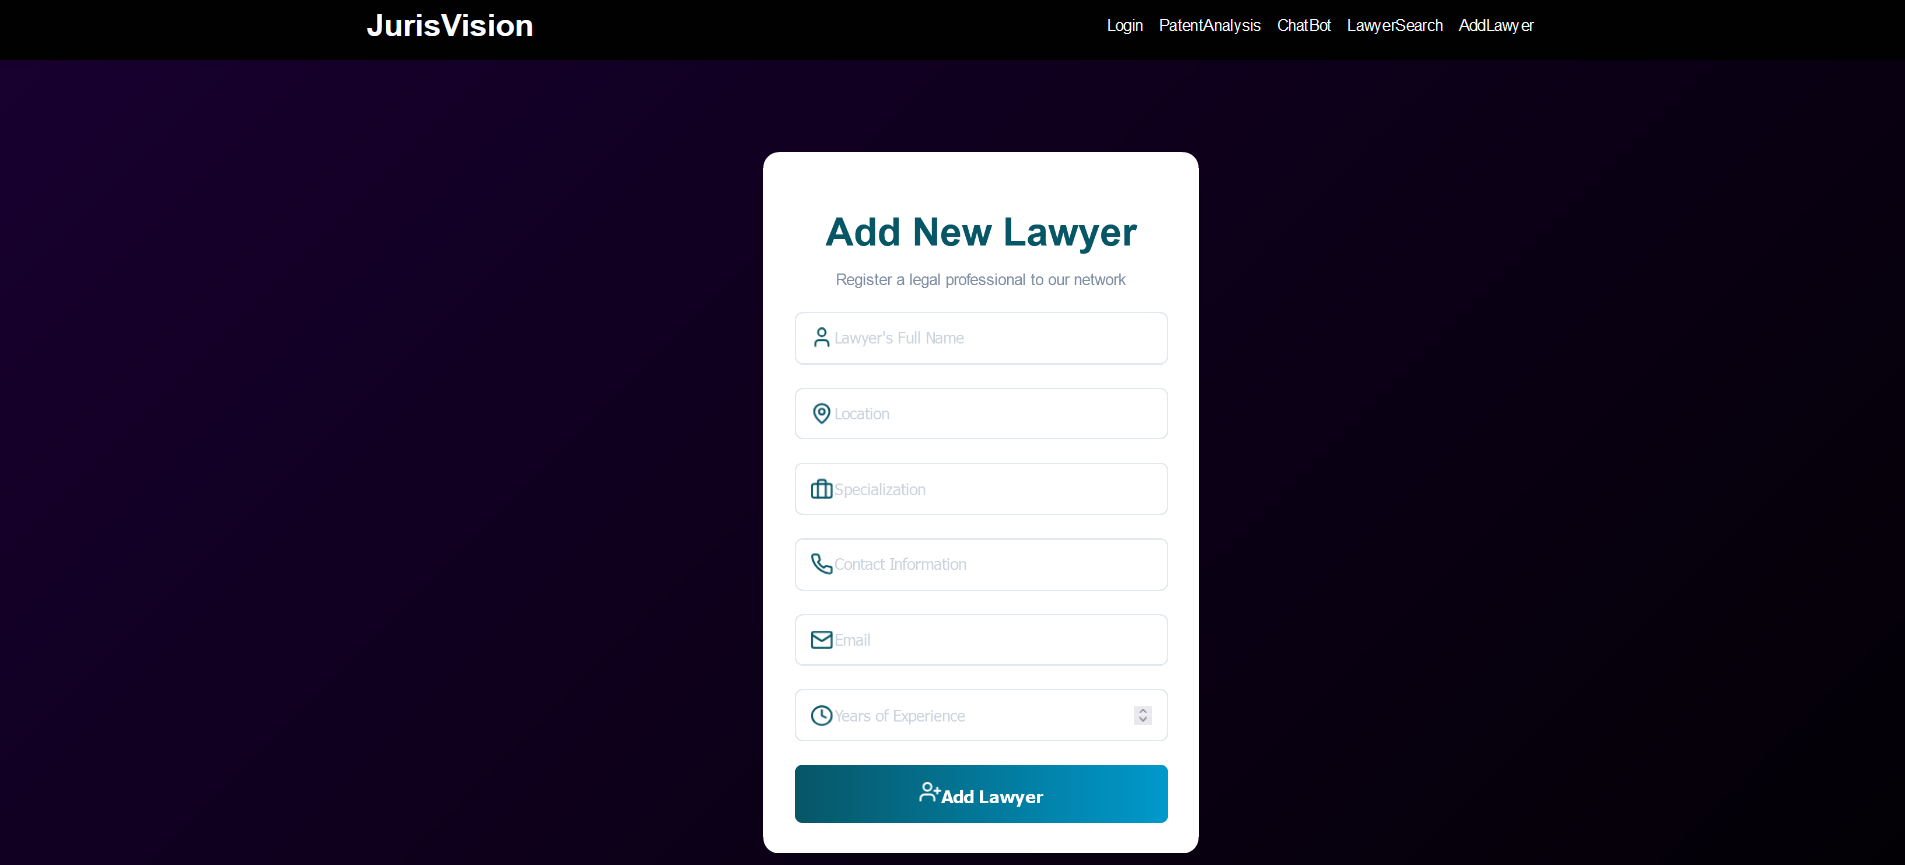 JurisVision
Login PatentAnalysis ChatBot LawyerSearch AddLawyer
Add New Lawyer
Register a legal professional to our network
Lawyer's Full Name
Location
Specialization
Contact Information
Email
Years of Experience
Add Lawyer